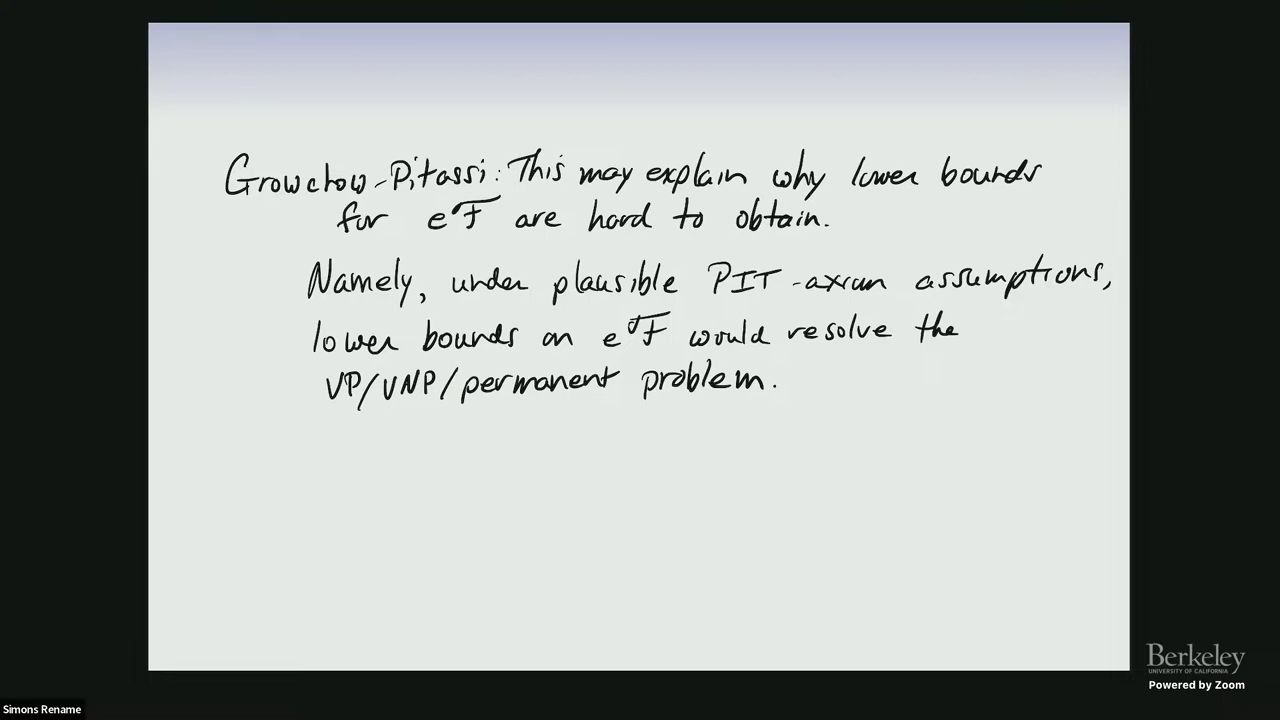 Growchow-Pitassi: This may explain why lower bounds
for eF are hard to obtain.
Namely, under plausible PIT-axiom assumptions,
lower bounds on eF would resolve the
VP/VNP/permanent problem.
Berkeley
UNIVERSITY OF CALIFORNIA
Powered by Zoom
Simons Rename